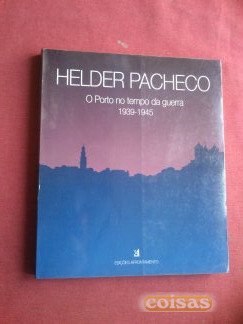 HELDER PACHECO
O Porto no tempo da guerra
1939-1945
EDIÇÕES AFRONTAMENTO
coisas